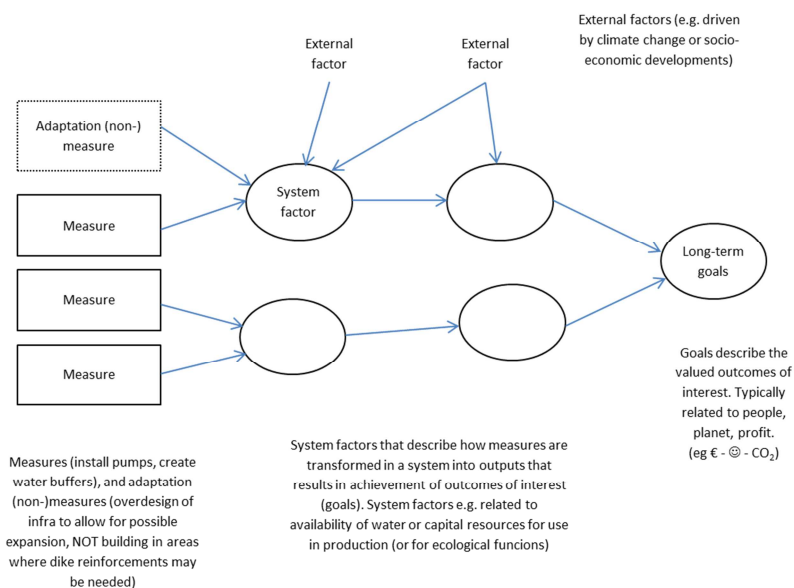 External factors (e.g. driven
by climate change or socio-
economic developments)
External
factor
External
factor
Adaptation (non-)
measure
System
factor
Measure
Long-term
goals
Measure
Measure
Goals describe the
valued outcomes of
interest. Typically
related to people,
planet, profit.
(eg € - ☺ - CO₂)
Measures (install pumps, create
water buffers), and adaptation
(non-)measures (overdesign of
infra to allow for possible
expansion, NOT building in areas
where dike reinforcements may
be needed)
System factors that describe how measures are
transformed in a system into outputs that
results in achievement of outcomes of interest
(goals). System factors e.g. related to
availability of water or capital resources for use
in production (or for ecological funcions)